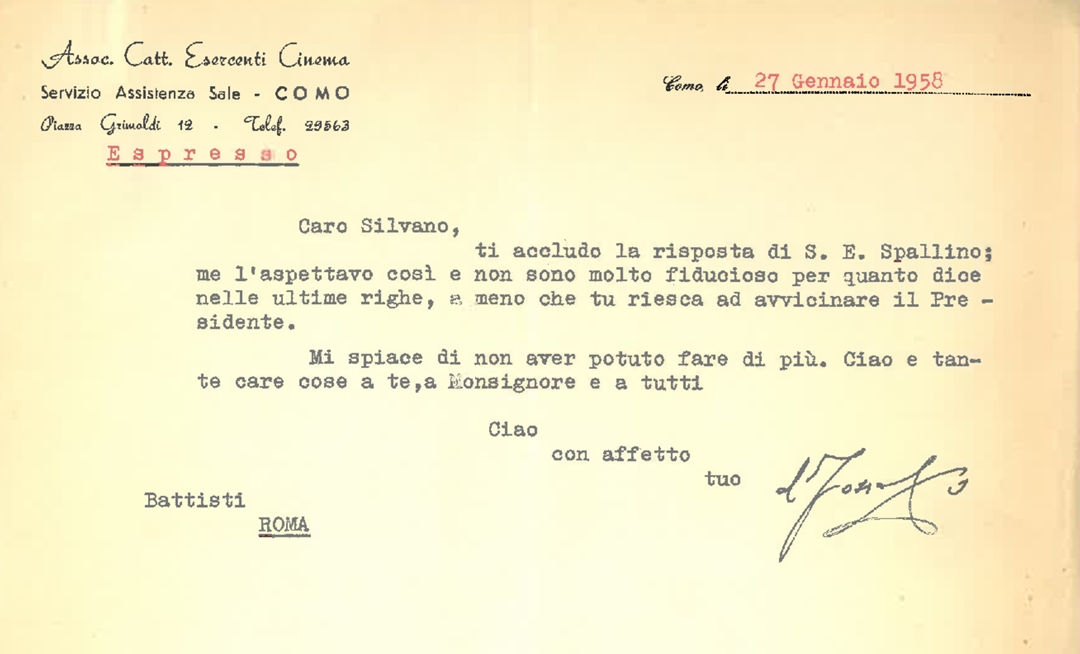 Assoc. Catt. Esercenti Cinema
Servizio Assistenza Sale - COMO
Piazza Grimoldi 12 - Telef. 29563
Espresso
Como, li 27 Gennaio 1958
Caro Silvano,
ti accludo la risposta di S. E. Spallino;
me l'aspettavo così e non sono molto fiducioso per quanto dice
nelle ultime righe, a meno che tu riesca ad avvicinare il Pre -
sidente.
Mi spiace di non aver potuto fare di più. Ciao e tan-
te care cose a te,a Monsignore e a tutti
Ciao
con affetto
tuo
Battisti
ROMA